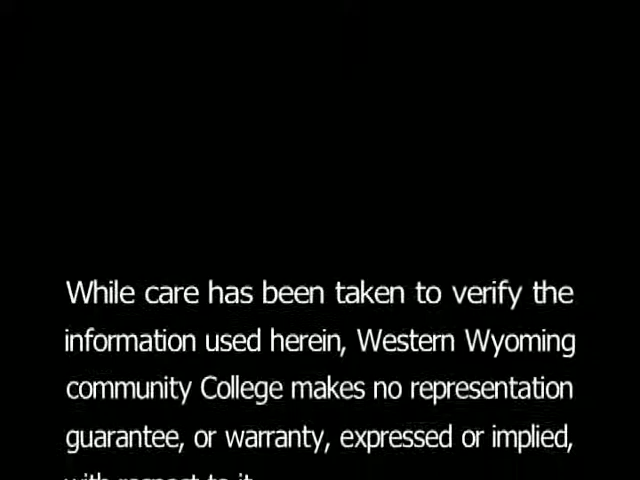 While care has been taken to verify the
information used herein, Western Wyoming
community College makes no representation
guarantee, or warranty, expressed or implied,
with respect to it